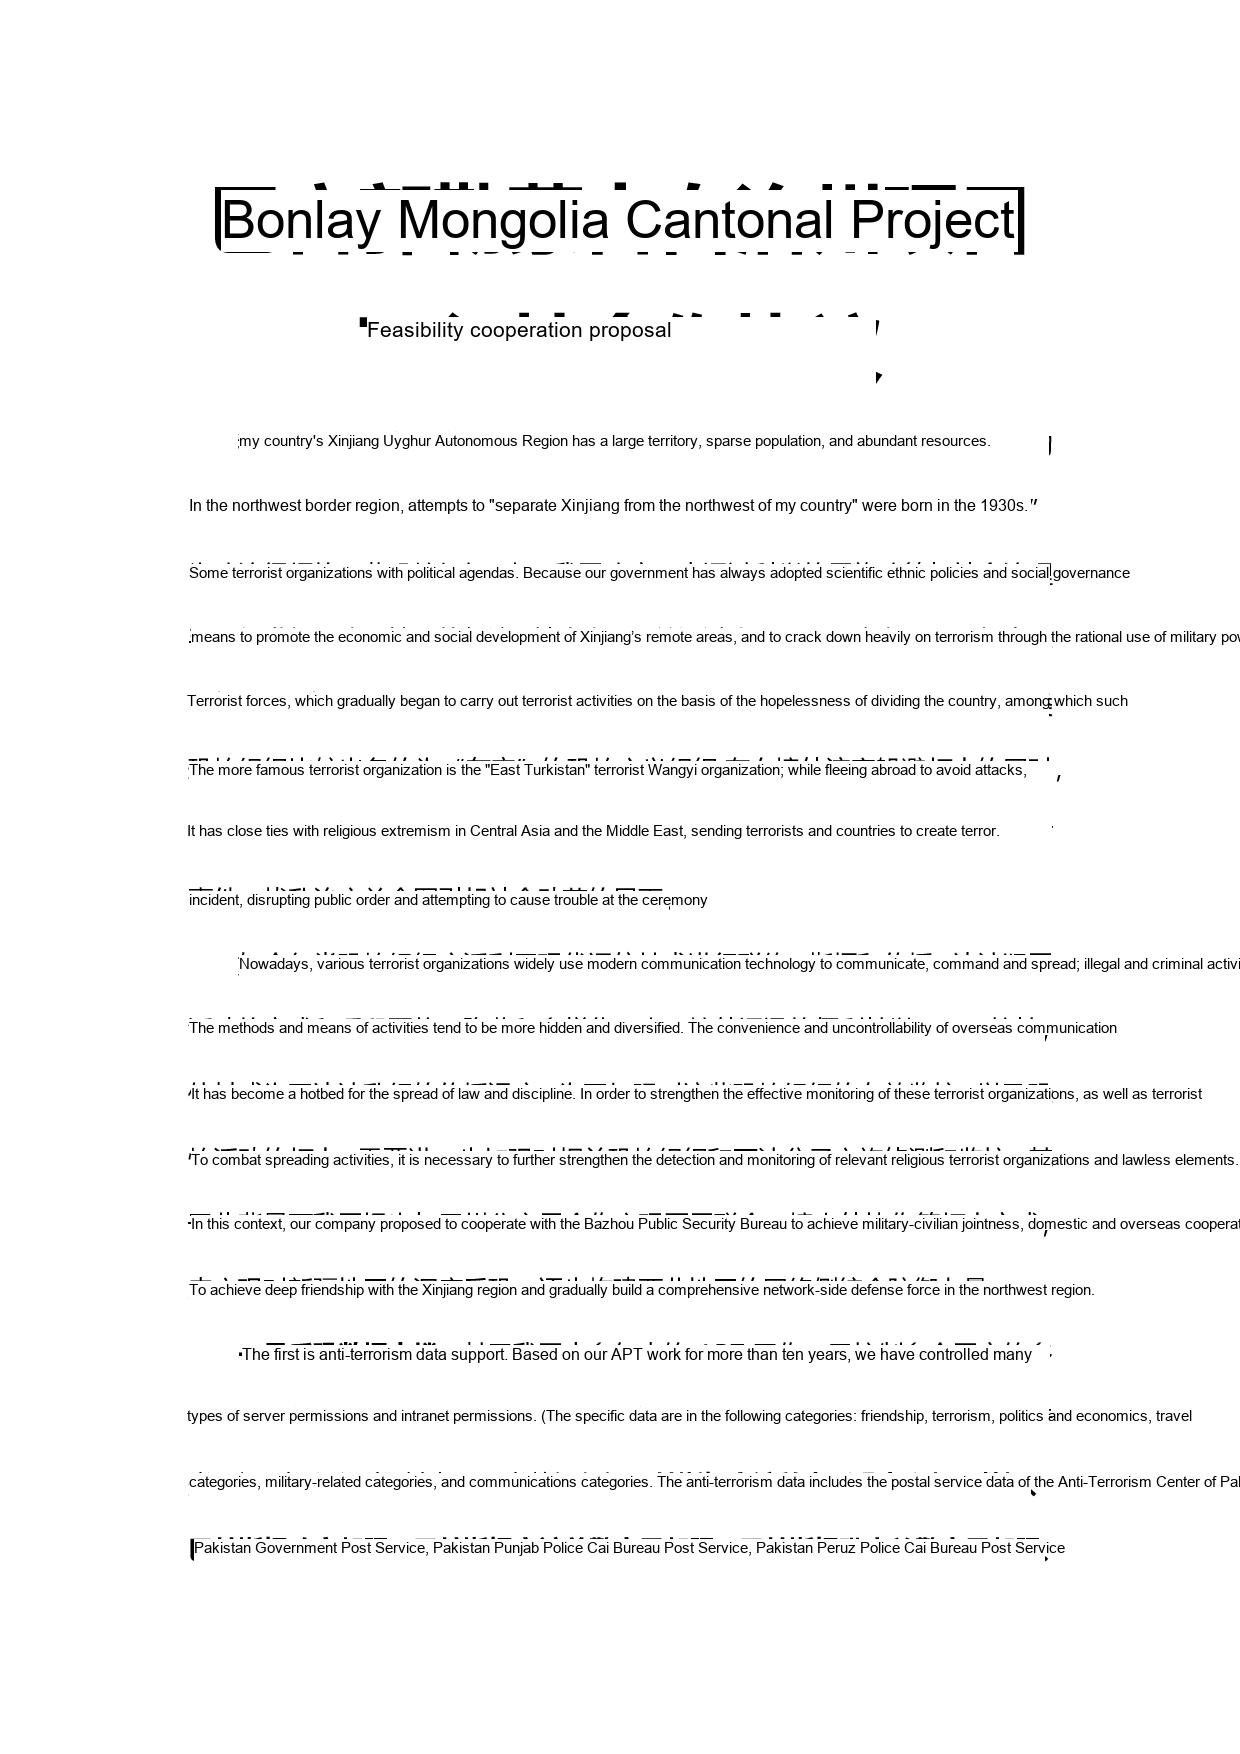 Bonlay Mongolia Cantonal Project
Feasibility cooperation proposal
my country's Xinjiang Uyghur Autonomous Region has a large territory, sparse population, and abundant resources.
In the northwest border region, attempts to "separate Xinjiang from the northwest of my country" were born in the 1930s."
Some terrorist organizations with political agendas. Because our government has always adopted scientific ethnic policies and social governance
means to promote the economic and social development of Xinjiang’s remote areas, and to crack down heavily on terrorism through the rational use of military pow
Terrorist forces, which gradually began to carry out terrorist activities on the basis of the hopelessness of dividing the country, among which such
The more famous terrorist organization is the "East Turkistan" terrorist Wangyi organization; while fleeing abroad to avoid attacks,
It has close ties with religious extremism in Central Asia and the Middle East, sending terrorists and countries to create terror.
incident, disrupting public order and attempting to cause trouble at the ceremony
Nowadays, various terrorist organizations widely use modern communication technology to communicate, command and spread; illegal and criminal activi
The methods and means of activities tend to be more hidden and diversified. The convenience and uncontrollability of overseas communication
It has become a hotbed for the spread of law and discipline. In order to strengthen the effective monitoring of these terrorist organizations, as well as terrorist
To combat spreading activities, it is necessary to further strengthen the detection and monitoring of relevant religious terrorist organizations and lawless elements.
In this context, our company proposed to cooperate with the Bazhou Public Security Bureau to achieve military-civilian jointness, domestic and overseas cooperat
To achieve deep friendship with the Xinjiang region and gradually build a comprehensive network-side defense force in the northwest region.
The first is anti-terrorism data support. Based on our APT work for more than ten years, we have controlled many
types of server permissions and intranet permissions. (The specific data are in the following categories: friendship, terrorism, politics and economics, travel
categories, military-related categories, and communications categories. The anti-terrorism data includes the postal service data of the Anti-Terrorism Center of Pak
Pakistan Government Post Service, Pakistan Punjab Police Cai Bureau Post Service, Pakistan Peruz Police Cai Bureau Post Service